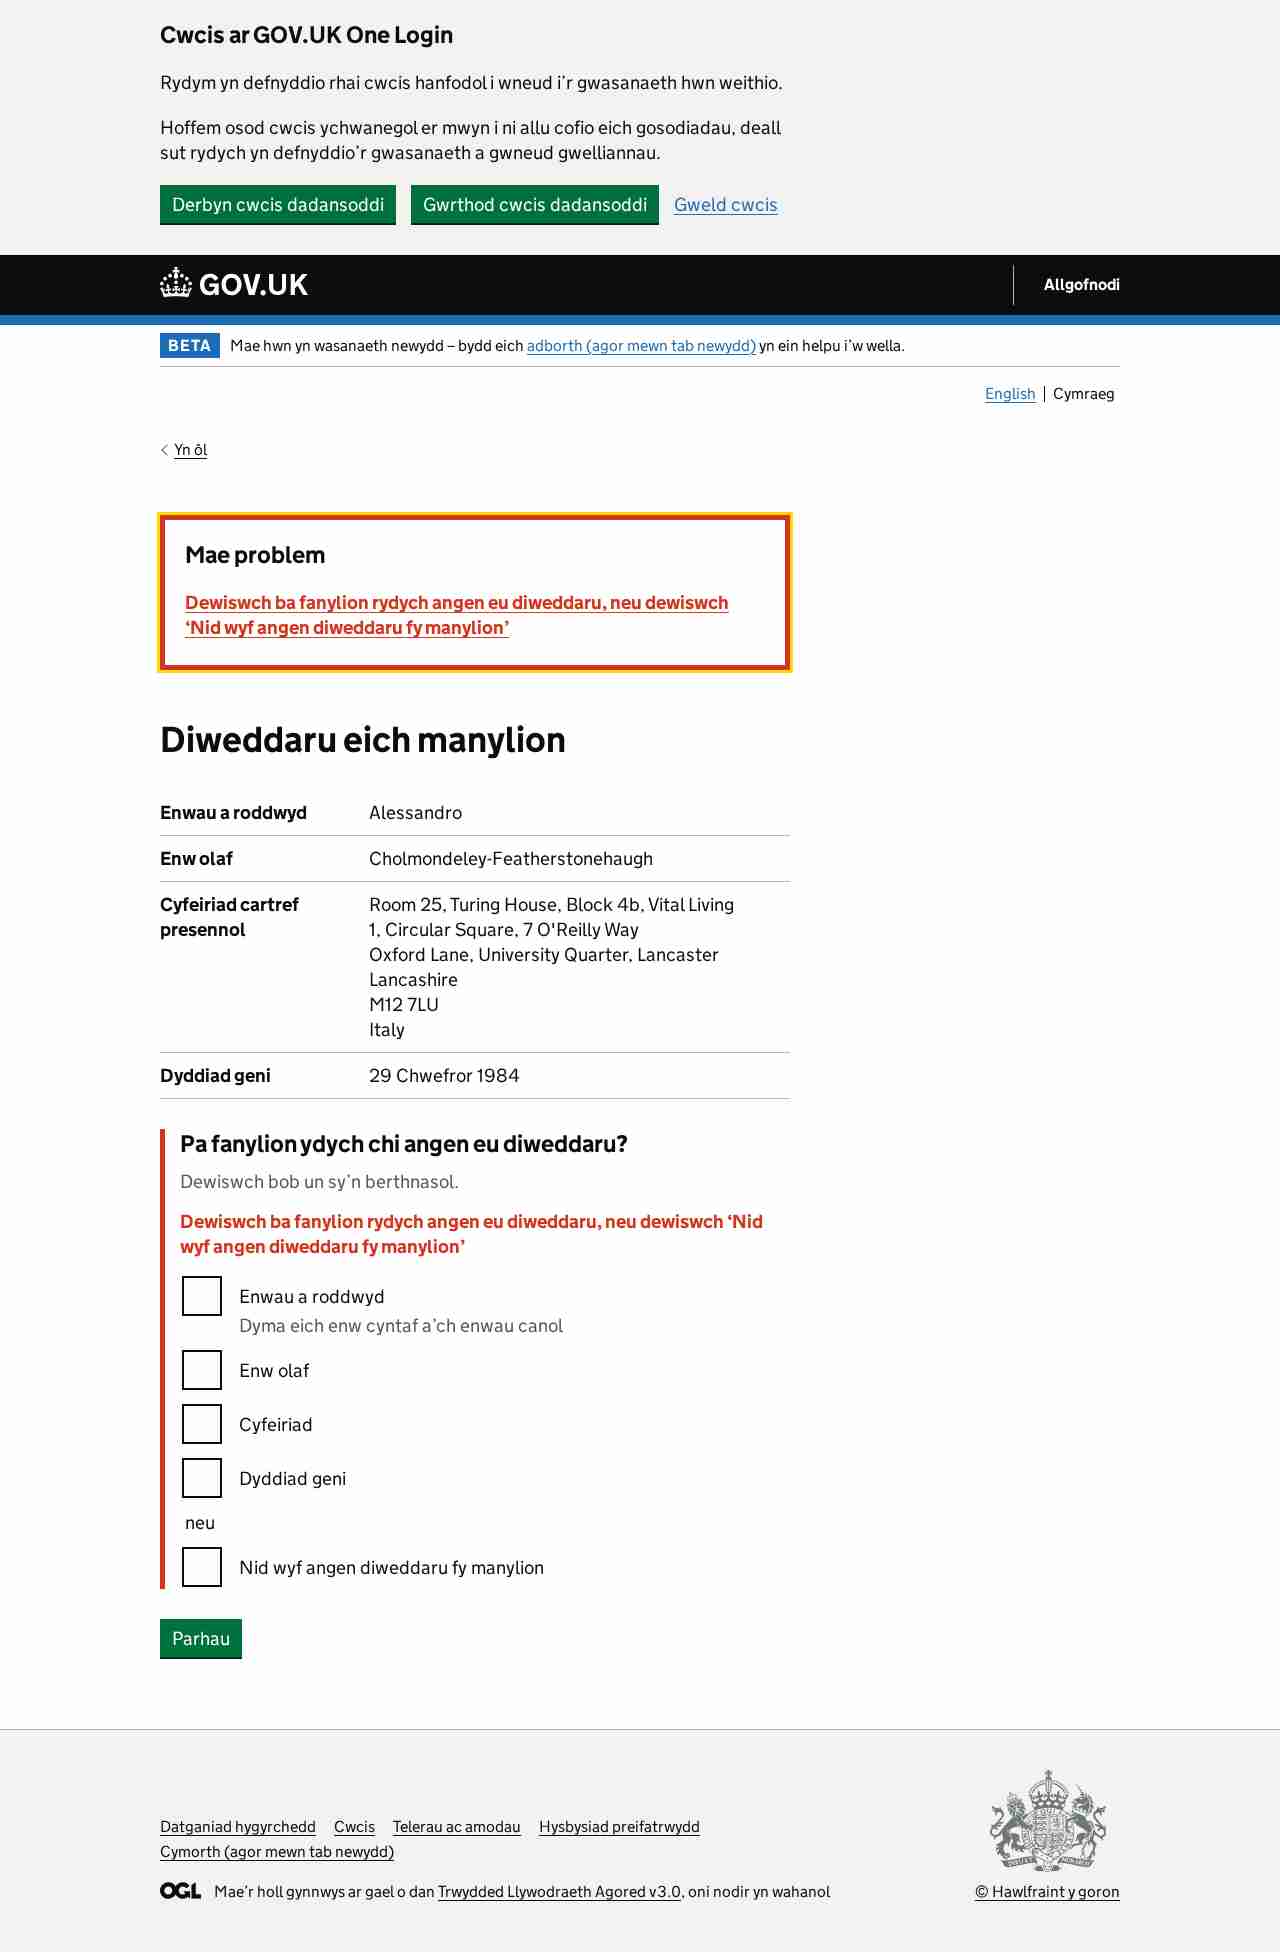 Cwcis ar GOV.UK One Login
Rydym yn defnyddio rhai cwcis hanfodol i wneud i’r gwasanaeth hwn weithio.
Hoffem osod cwcis ychwanegol er mwyn i ni allu cofio eich gosodiadau, deall
sut rydych yn defnyddio’r gwasanaeth a gwneud gwelliannau.
Derbyn cwcis dadansoddi Gwrthod cwcis dadansoddi Gweld cwcis
GOV.UK Allgofnodi
BETA Mae hwn yn wasanaeth newydd – bydd eich adborth (agor mewn tab newydd) yn ein helpu i’w wella.
English Cymraeg
Yn ôl
Mae problem
Dewiswch ba fanylion rydych angen eu diweddaru, neu dewiswch
‘Nid wyf angen diweddaru fy manylion’
Diweddaru eich manylion
Enwau a roddwyd Alessandro
Enw olaf Cholmondeley-Featherstonehaugh
Cyfeiriad cartref Room 25, Turing House, Block 4b, Vital Living
presennol 1, Circular Square, 7 O'Reilly Way
Oxford Lane, University Quarter, Lancaster
Lancashire
M12 7LU
Italy
Dyddiad geni 29 Chwefror 1984
Pa fanylion ydych chi angen eu diweddaru?
Dewiswch bob un sy’n berthnasol.
Dewiswch ba fanylion rydych angen eu diweddaru, neu dewiswch ‘Nid
wyf angen diweddaru fy manylion’
Enwau a roddwyd
Dyma eich enw cyntaf a’ch enwau canol
Enw olaf
Cyfeiriad
Dyddiad geni
neu
Nid wyf angen diweddaru fy manylion
Parhau
Datganiad hygyrchedd Cwcis Telerau ac amodau Hysbysiad preifatrwydd
Cymorth (agor mewn tab newydd)
OGL Mae’r holl gynnwys ar gael o dan Trwydded Llywodraeth Agored v3.0, oni nodir yn wahanol
© Hawlfraint y goron